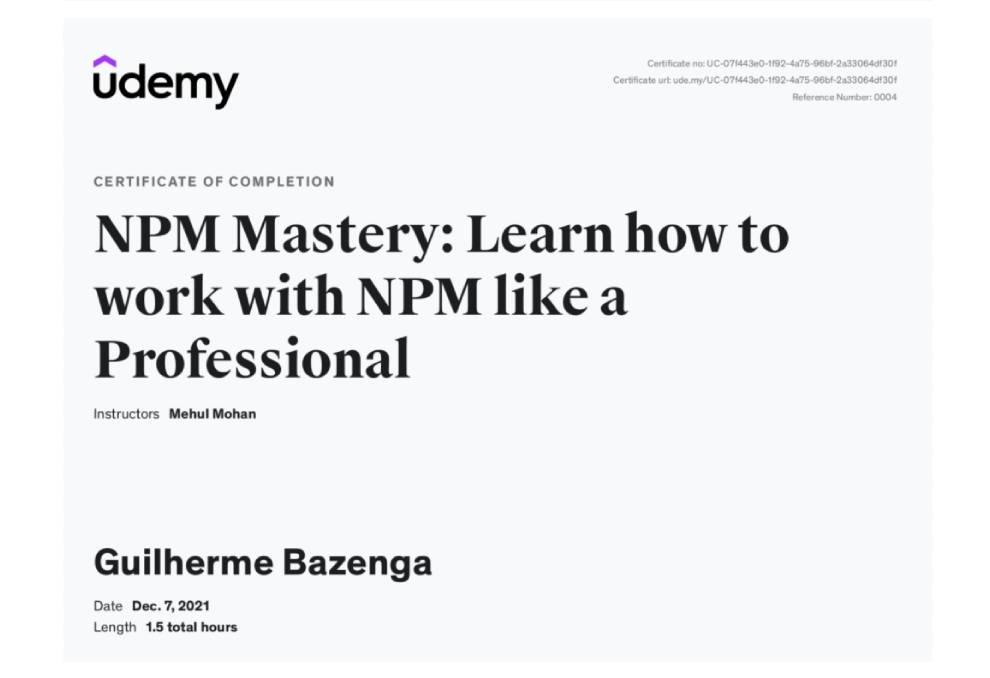 udemy
Certificate no: UC-07f443e0-1f92-4a75-96bf-2a33064df30f
Certificate url: ude.my/UC-07f443e0-1f92-4a75-96bf-2a33064df30f
Reference Number: 0004
CERTIFICATE OF COMPLETION
NPM Mastery: Learn how to
work with NPM like a
Professional
Instructors Mehul Mohan
Guilherme Bazenga
Date Dec. 7, 2021
Length 1.5 total hours